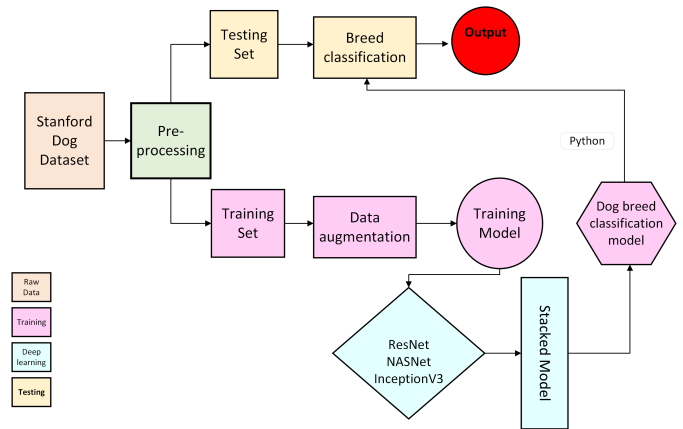 Testing
Set
Breed
classification
Output
Stanford
Dog
Dataset
Pre-
processing
Python
Training
Set
Data
augmentation
Training
Model
Dog breed
classification
model
Raw
Data
Training
Deep
learning
Testing
ResNet
NASNet
InceptionV3
Stacked Model